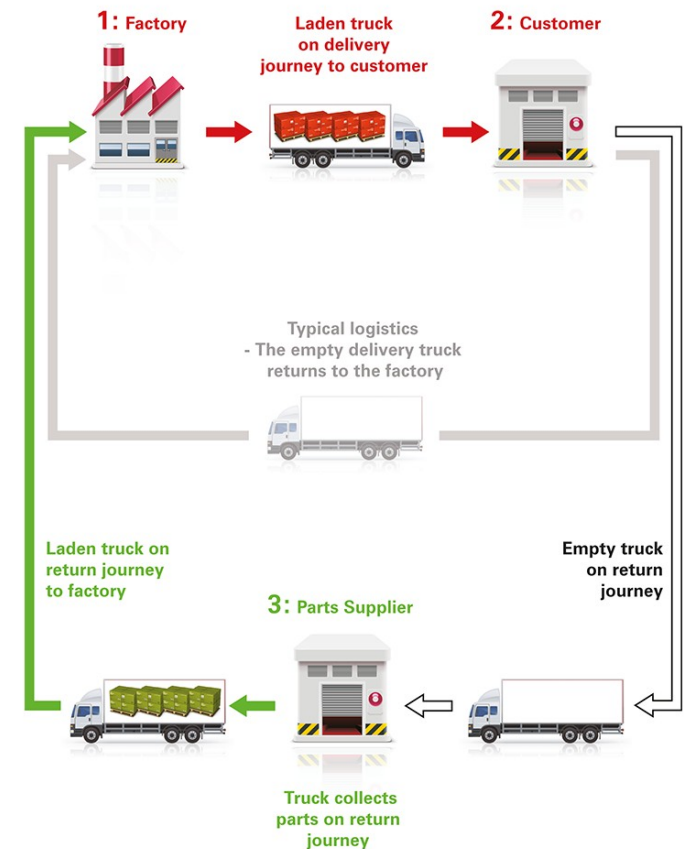 1: Factory
Laden truck
on delivery
journey to customer
2: Customer
Typical logistics
- The empty delivery truck
returns to the factory
Laden truck on
return journey
to factory
Empty truck
on return
journey
3: Parts Supplier
Truck collects
parts on return
journey